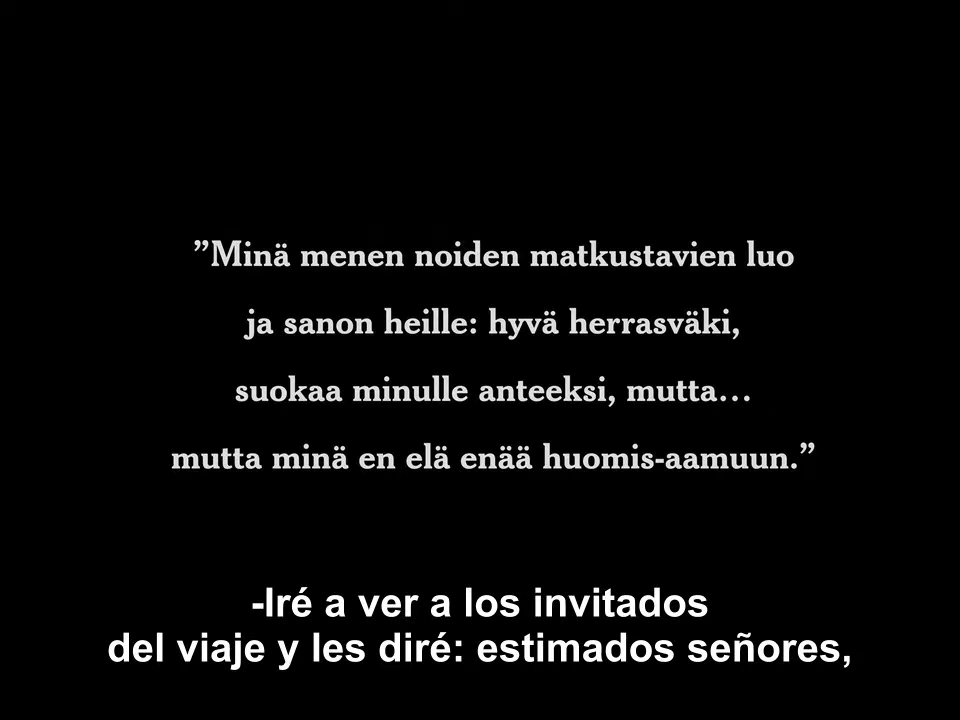 ”Minä menen noiden matkustavien luo
ja sanon heille: hyvä herrasväki,
suokaa minulle anteeksi, mutta...
mutta minä en elä enää huomis-aamuun.”
-Iré a ver a los invitados
del viaje y les diré: estimados señores,